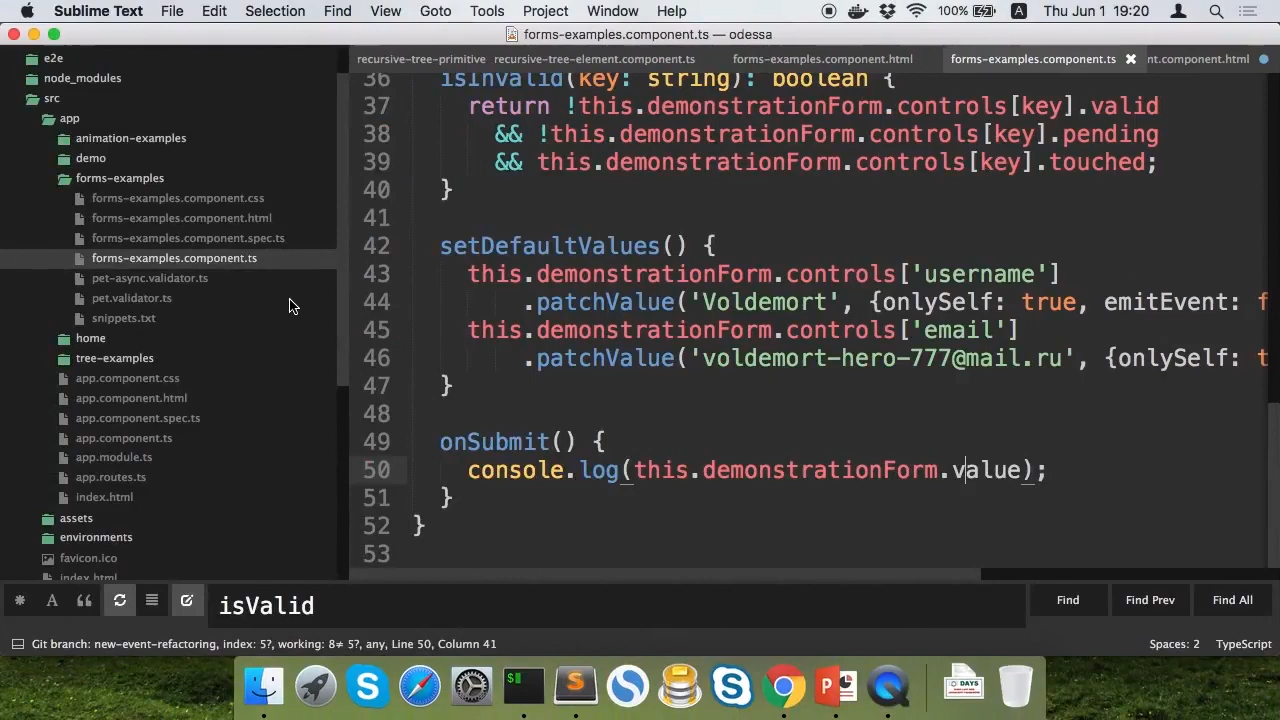 Sublime Text File Edit Selection Find View Goto Tools Project Window Help 100% A Thu Jun 1 19:20
forms-examples.component.ts — odessa
recursive-tree-primitive recursive-tree-element.component.ts forms-examples.component.html forms-examples.component.ts nt.component.html
e2e
node_modules
src
app
animation-examples
demo
forms-examples
forms-examples.component.css
forms-examples.component.html
forms-examples.component.spec.ts
forms-examples.component.ts
pet-async.validator.ts
pet.validator.ts
snippets.txt
home
tree-examples
app.component.css
app.component.html
app.component.spec.ts
app.component.ts
app.module.ts
app.routes.ts
index.html
assets
environments
favicon.ico
index.html
36 isInvalid(key: string): boolean {
37 return !this.demonstrationForm.controls[key].valid
38 && !this.demonstrationForm.controls[key].pending
39 && this.demonstrationForm.controls[key].touched;
40 }
41
42 setDefaultValues() {
43 this.demonstrationForm.controls['username']
44 .patchValue('Voldemort', {onlySelf: true, emitEvent: f
45 this.demonstrationForm.controls['email']
46 .patchValue('voldemort-hero-777@mail.ru', {onlySelf: t
47 }
48
49 onSubmit() {
50 console.log(this.demonstrationForm.value);
51 }
52 }
53
isValid Find Find Prev Find All
Git branch: new-event-refactoring, index: 5?, working: 8≠ 5?, any, Line 50, Column 41 Spaces: 2 TypeScript